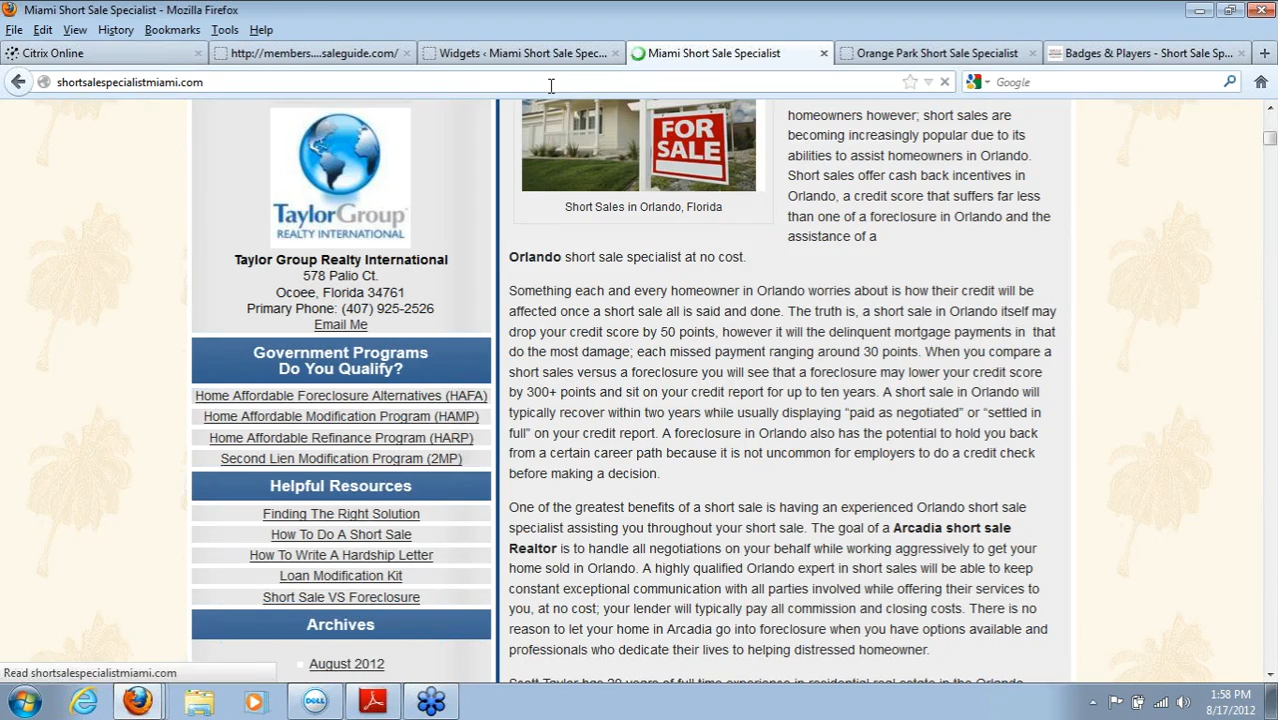 Miami Short Sale Specialist - Mozilla Firefox
File Edit View History Bookmarks Tools Help
Citrix Online
http://members....saleguide.com/
Widgets ‹ Miami Short Sale Spec...
Miami Short Sale Specialist
Orange Park Short Sale Specialist
Badges & Players - Short Sale Sp...
shortsalespecialistmiami.com
Google
TaylorGroup
REALTY INTERNATIONAL
Taylor Group Realty International
578 Palio Ct.
Ocoee, Florida 34761
Primary Phone: (407) 925-2526
Email Me
Government Programs
Do You Qualify?
Home Affordable Foreclosure Alternatives (HAFA)
Home Affordable Modification Program (HAMP)
Home Affordable Refinance Program (HARP)
Second Lien Modification Program (2MP)
Helpful Resources
Finding The Right Solution
How To Do A Short Sale
How To Write A Hardship Letter
Loan Modification Kit
Short Sale VS Foreclosure
Archives
August 2012
FOR
SALE
Short Sales in Orlando, Florida
homeowners however; short sales are
becoming increasingly popular due to its
abilities to assist homeowners in Orlando.
Short sales offer cash back incentives in
Orlando, a credit score that suffers far less
than one of a foreclosure in Orlando and the
assistance of a
Orlando short sale specialist at no cost.
Something each and every homeowner in Orlando worries about is how their credit will be
affected once a short sale all is said and done. The truth is, a short sale in Orlando itself may
drop your credit score by 50 points, however it will the delinquent mortgage payments in that
do the most damage; each missed payment ranging around 30 points. When you compare a
short sales versus a foreclosure you will see that a foreclosure may lower your credit score
by 300+ points and sit on your credit report for up to ten years. A short sale in Orlando will
typically recover within two years while usually displaying “paid as negotiated” or “settled in
full” on your credit report. A foreclosure in Orlando also has the potential to hold you back
from a certain career path because it is not uncommon for employers to do a credit check
before making a decision.
One of the greatest benefits of a short sale is having an experienced Orlando short sale
specialist assisting you throughout your short sale. The goal of a Arcadia short sale
Realtor is to handle all negotiations on your behalf while working aggressively to get your
home sold in Orlando. A highly qualified Orlando expert in short sales will be able to keep
constant exceptional communication with all parties involved while offering their services to
you, at no cost; your lender will typically pay all commission and closing costs. There is no
reason to let your home in Arcadia go into foreclosure when you have options available and
professionals who dedicate their lives to helping distressed homeowner.
Scott Taylor has 20 years of full time experience in residential real estate in the Orlando
Read shortsalespecialistmiami.com
DELL
1:58 PM
8/17/2012